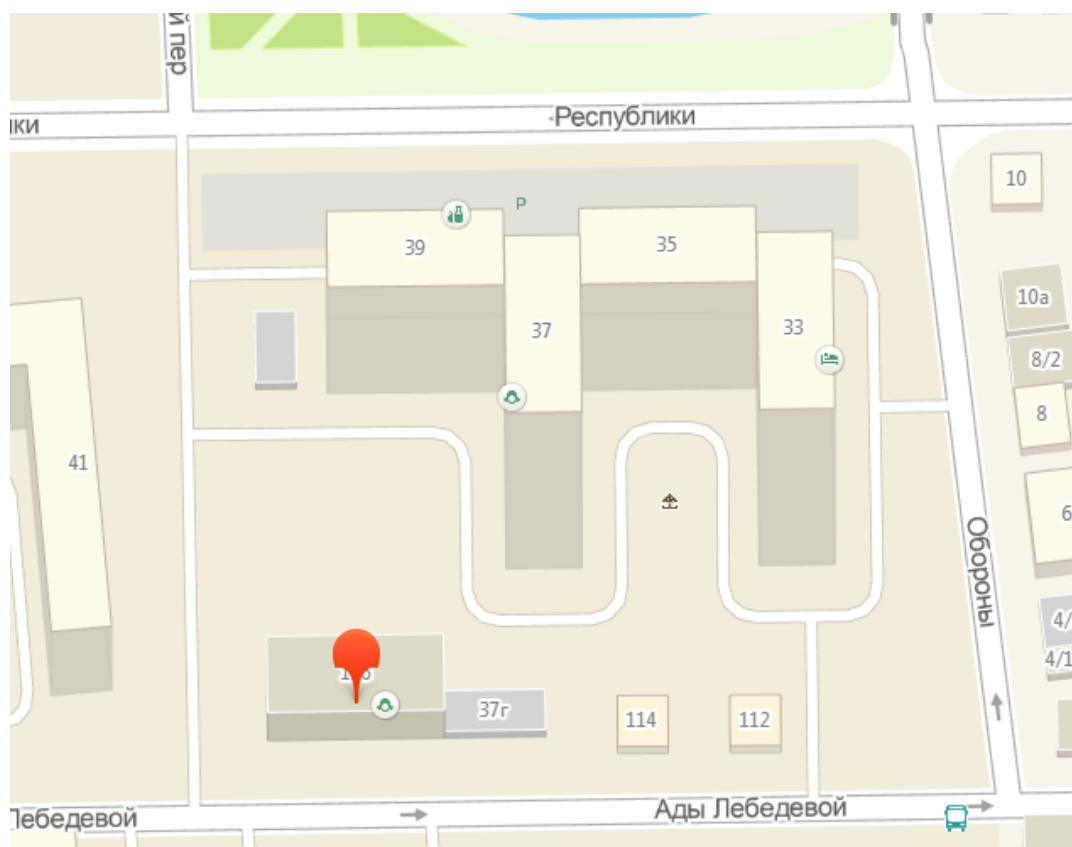 й пер
Республики
ики
10
P
39
35
10а
37
33
8/2
8
41
6
Обороны
4/
4/1
37г
114
112
Ады Лебедевой
Лебедевой